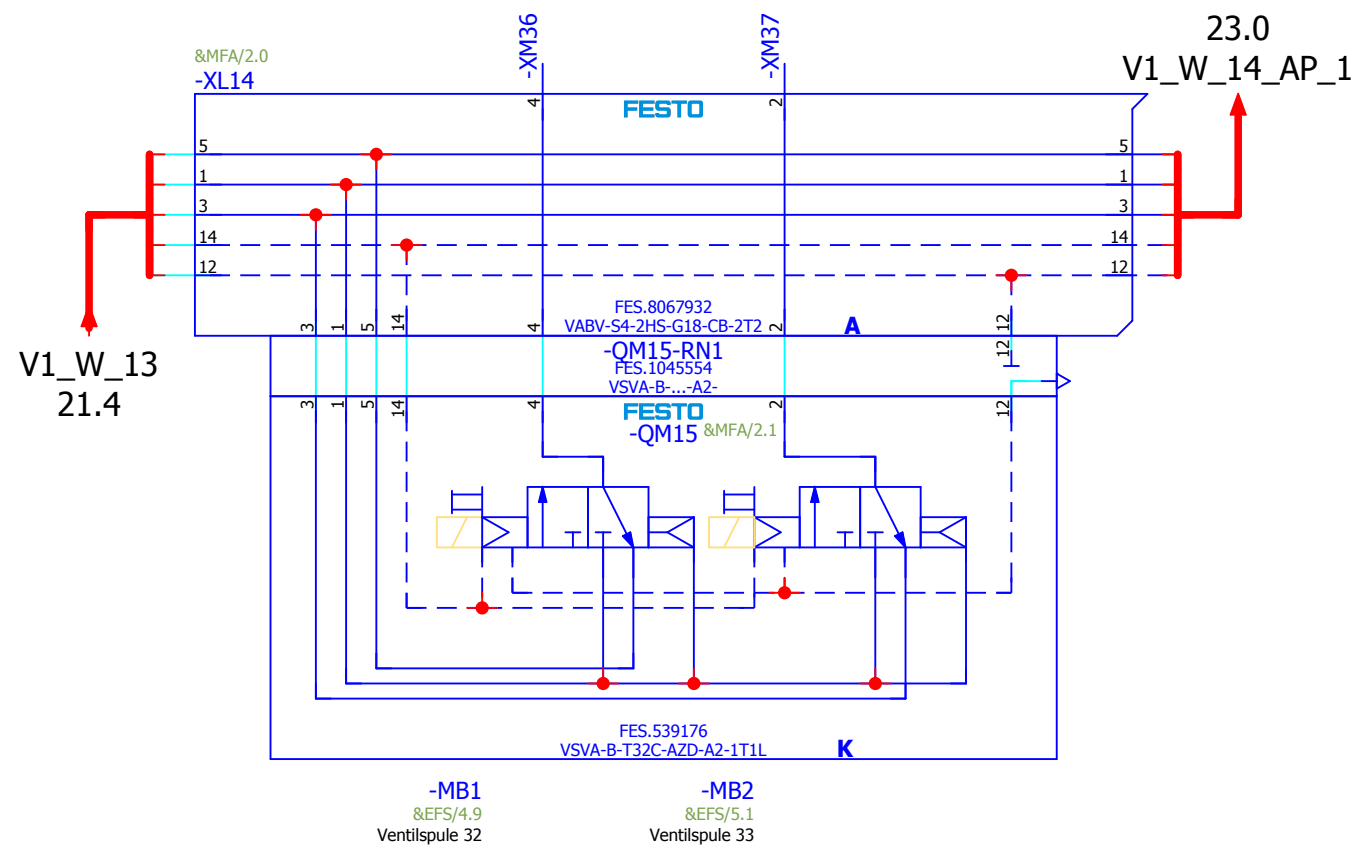 23.0
V1_W_14_AP_1
-XM36
-XM37
&MFA/2.0
-XL14
4
FESTO
2
5
5
1
1
3
3
14
14
12
12
FES.8067932
VABV-S4-2HS-G18-CB-2T2
A
3
1
5
14
4
2
12
V1_W_13
21.4
-QM15-RN1
FES.1045554
VSVA-B-...-A2-
12
3
1
5
14
4
FESTO
2
12
-QM15
&MFA/2.1
FES.539176
VSVA-B-T32C-AZD-A2-1T1L
K
-MB1
-MB2
&EFS/4.9
&EFS/5.1
Ventilspule 32
Ventilspule 33